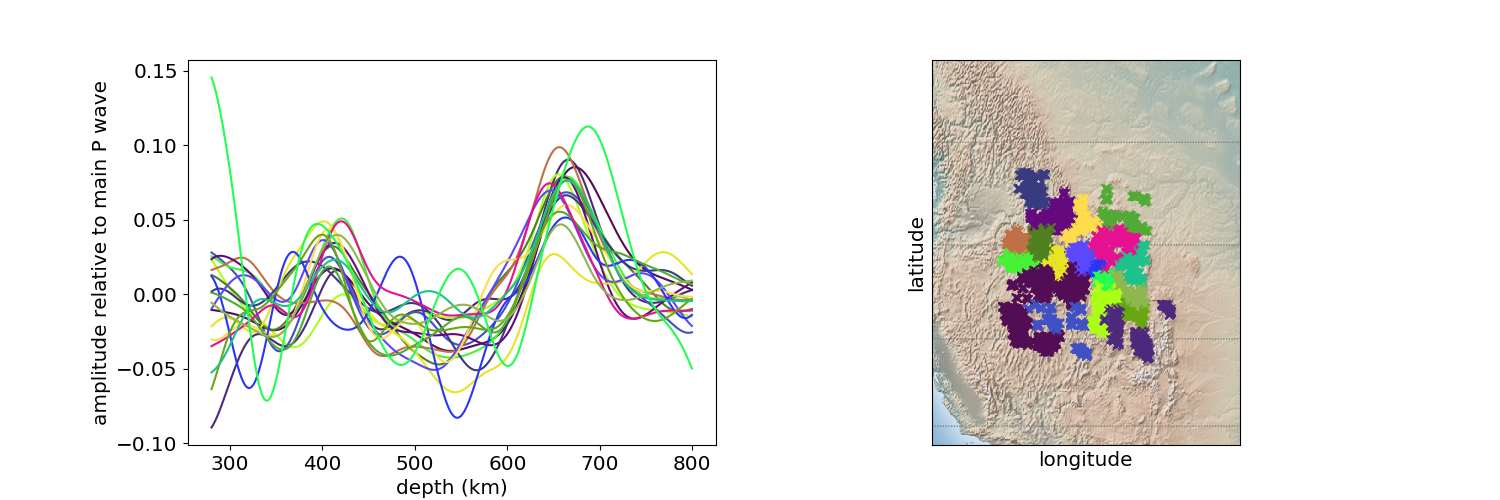 0.15
0.10
0.05
0.00
−0.05
−0.10
amplitude relative to main P wave
300 400 500 600 700 800
depth (km)
latitude
longitude